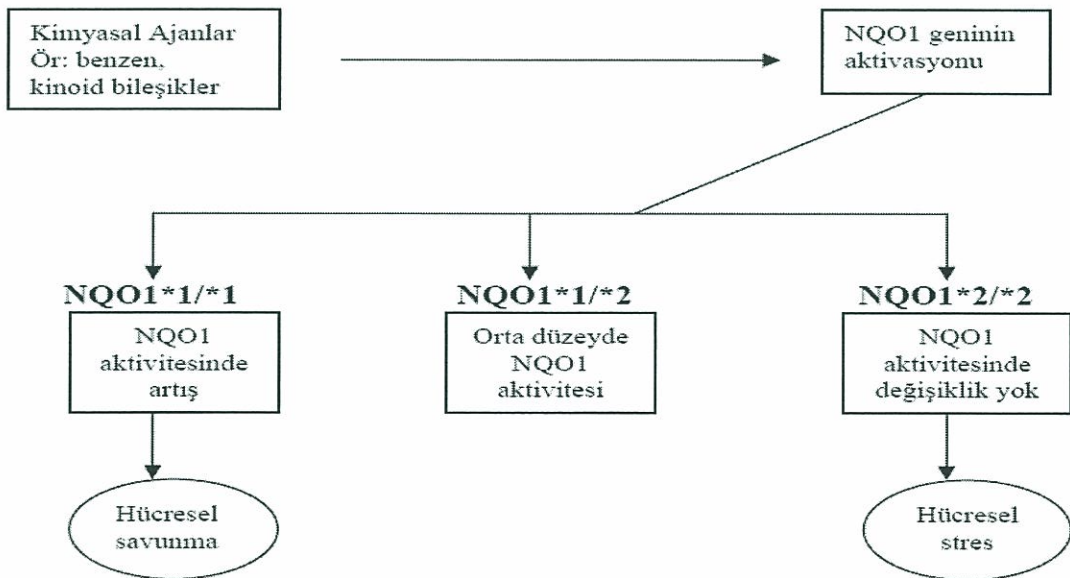 Kimyasal Ajanlar
Ör: benzen,
kinoid bileşikler
NQO1 geninin
aktivasyonu
NQO1*1/*1
NQO1
aktivitesinde
artış
NQO1*1/*2
Orta düzeyde
NQO1
aktivitesi
NQO1*2/*2
NQO1
aktivitesinde
değişiklik yok
Hücresel
savunma
Hücresel
stres